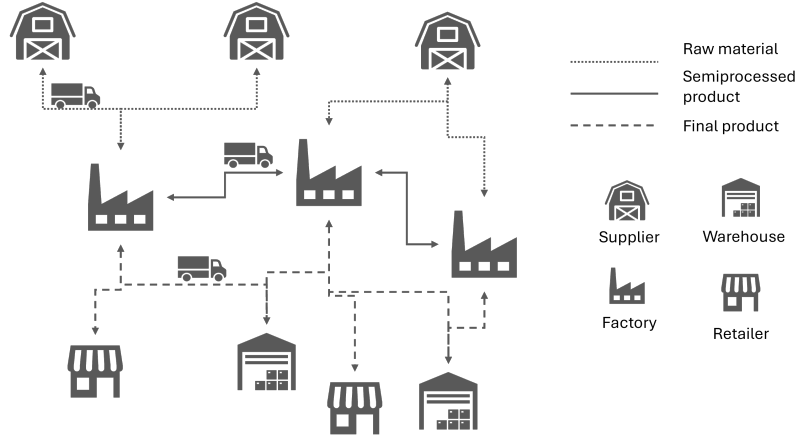 Raw material
Semiprocessed
product
Final product
Supplier
Warehouse
Factory
Retailer